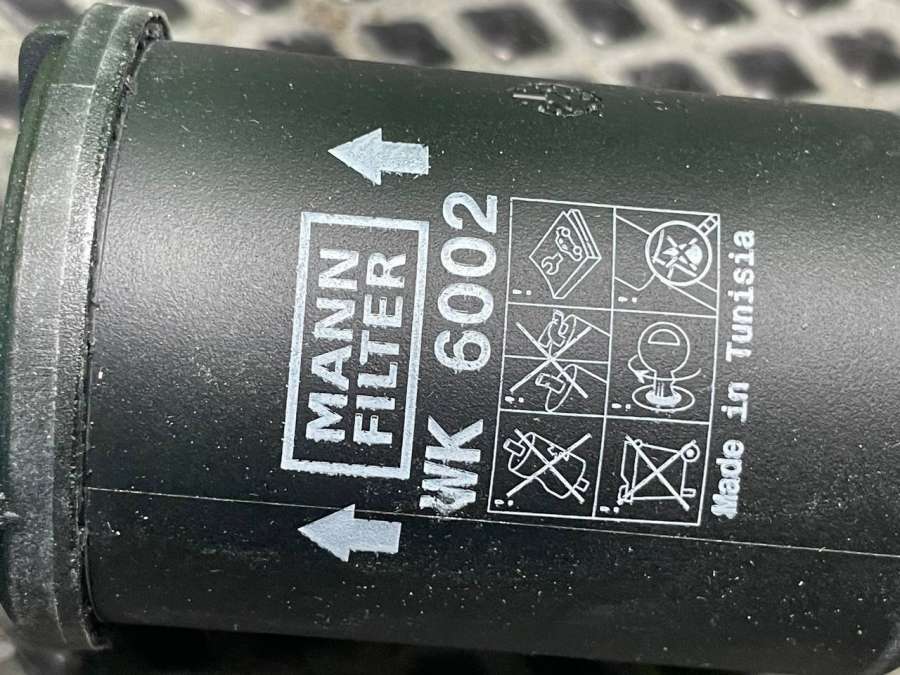 MANN
FILTER
WK 6002
Made in Tunisia